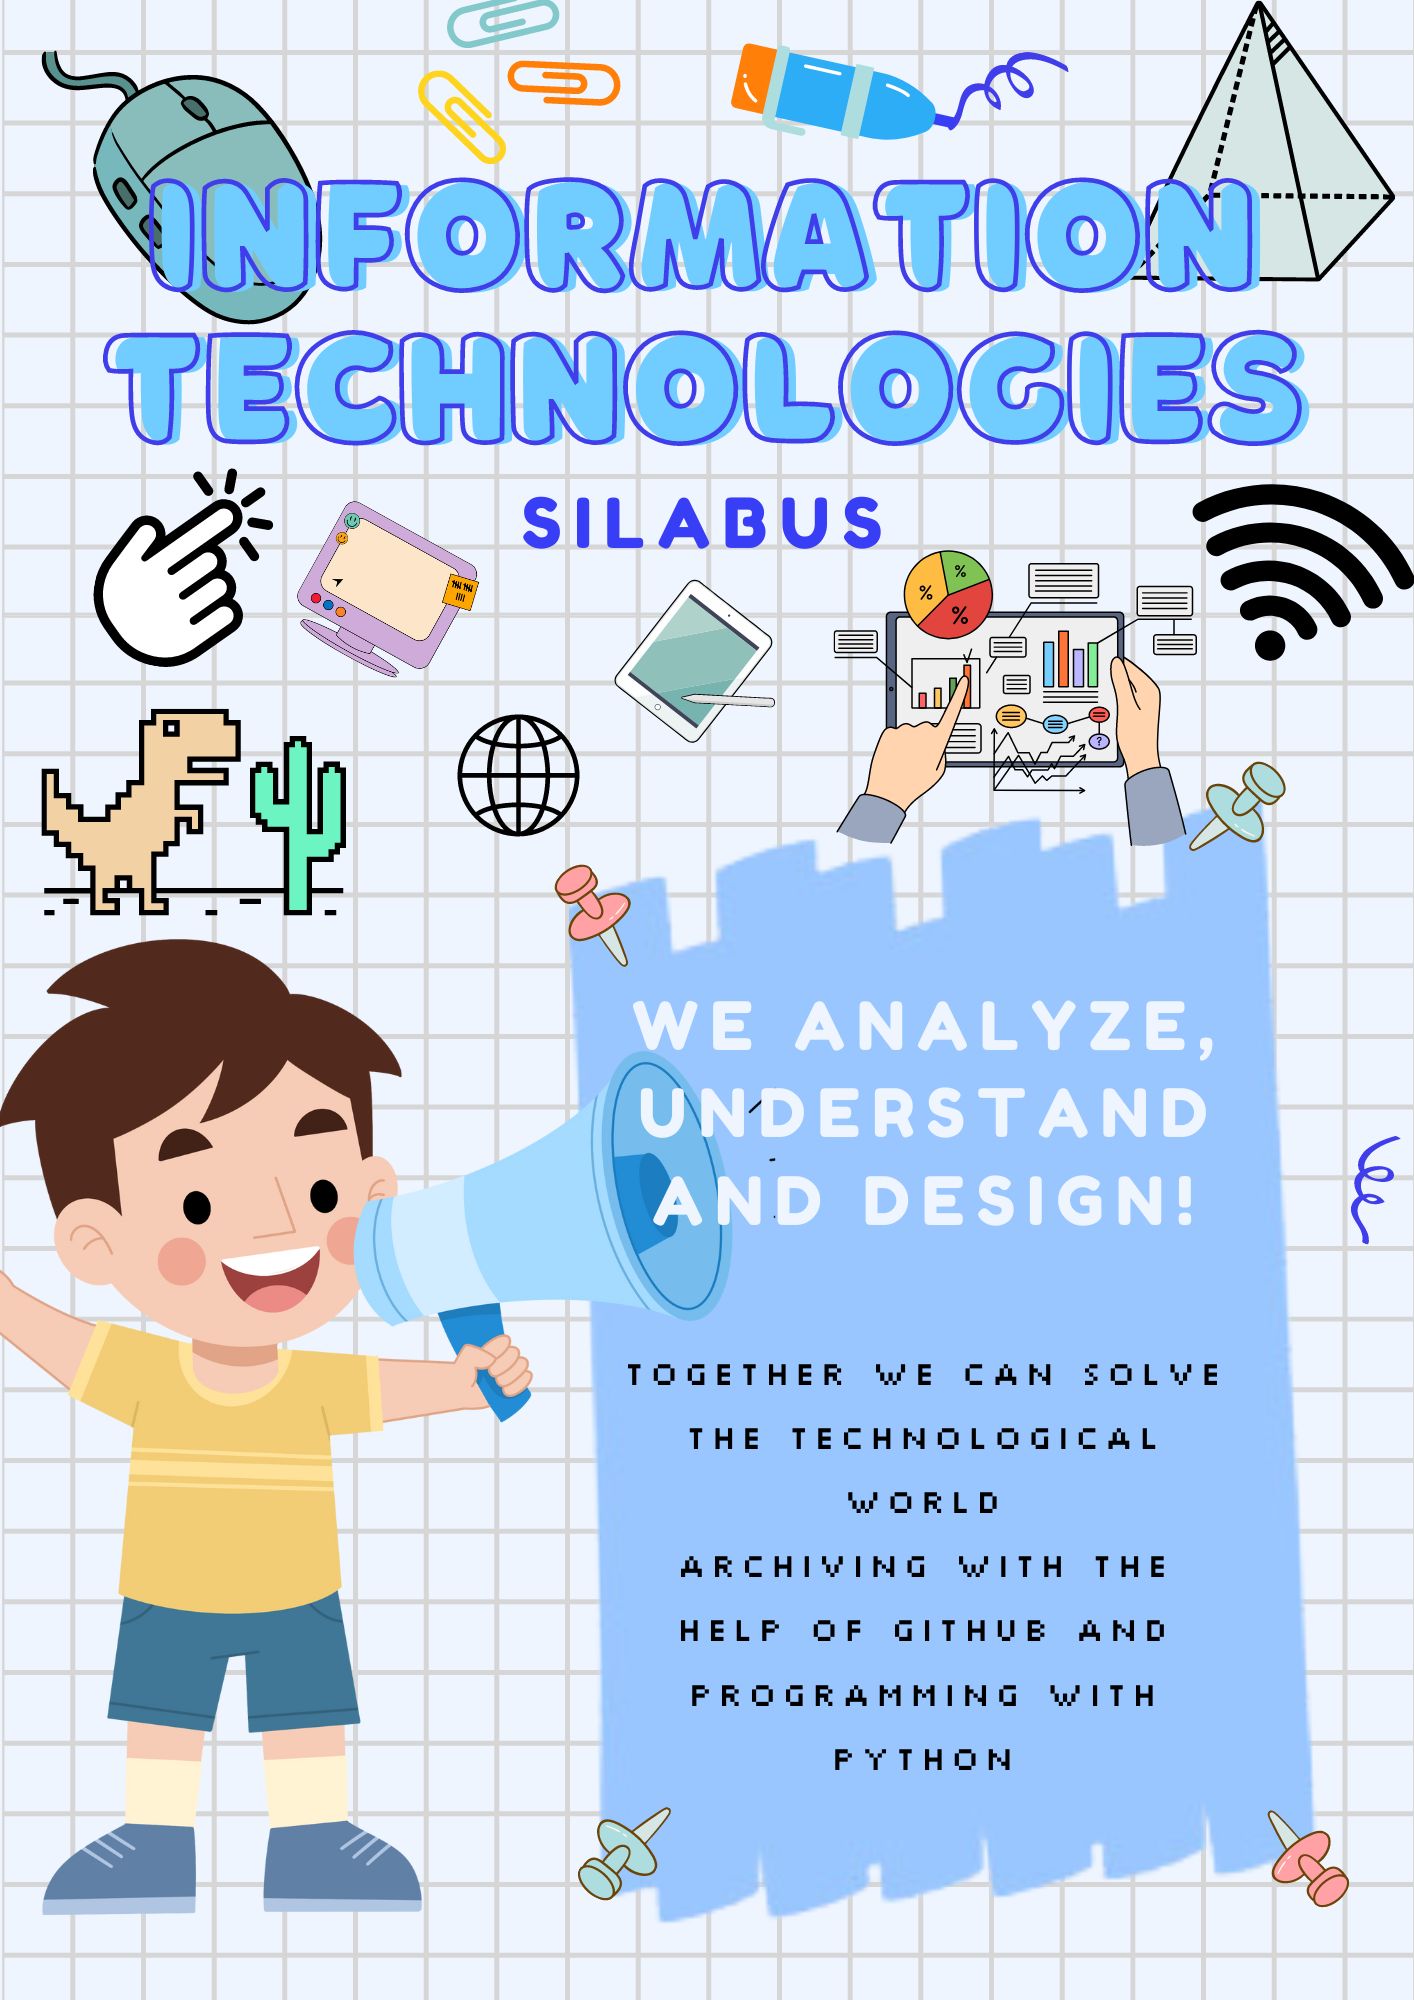 INFORMATION
TECHNOLOGIES
SILABUS
%
%
%
?
WE ANALYZE,
UNDERSTAND
AND DESIGN!
TOGETHER WE CAN SOLVE
THE TECHNOLOGICAL
WORLD
ARCHIVING WITH THE
HELP OF GITHUB AND
PROGRAMMING WITH
PYTHON